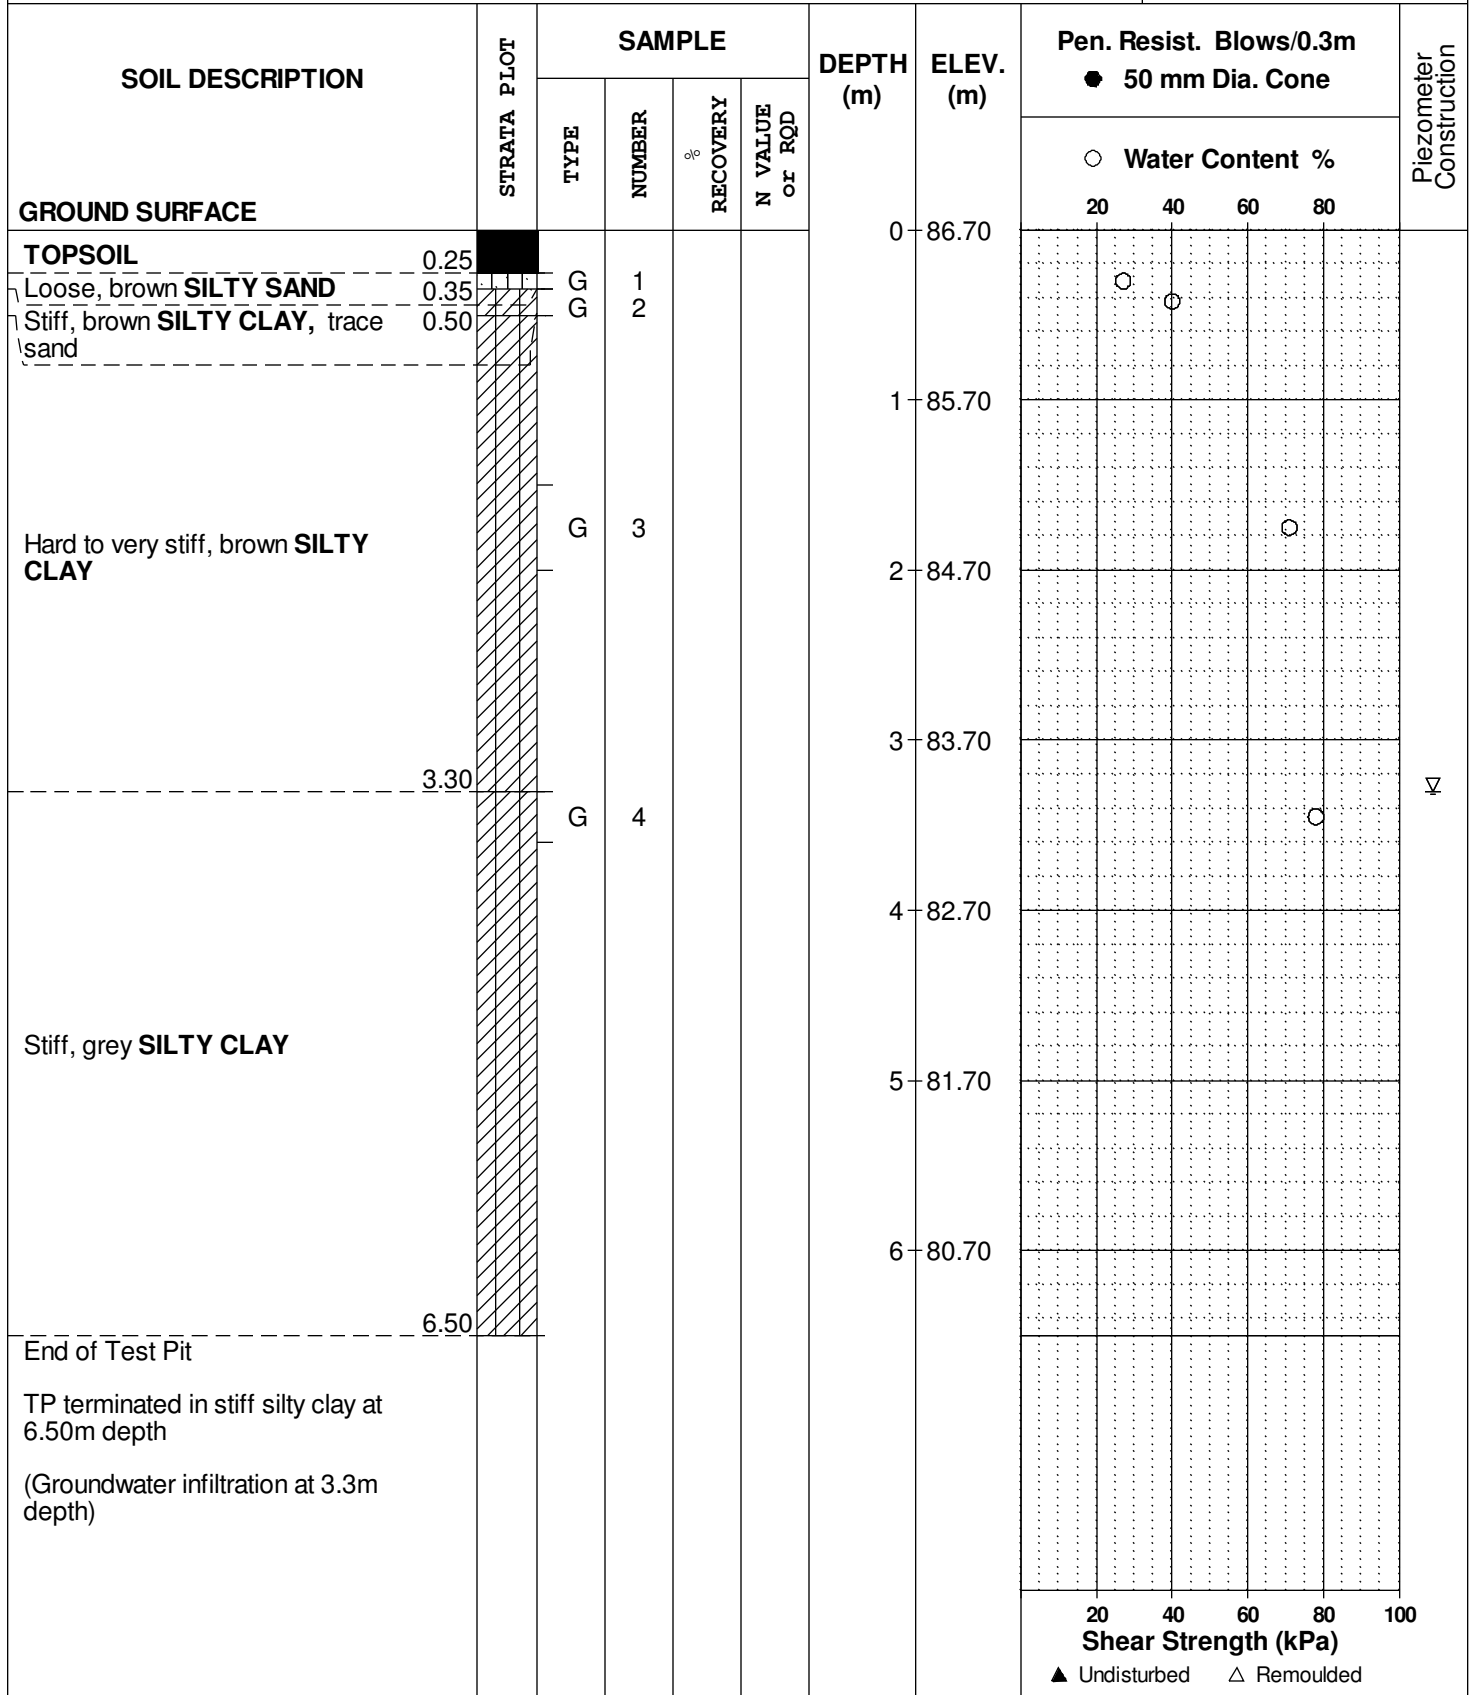 SOIL DESCRIPTION
GROUND SURFACE
STRATA PLOT
SAMPLE
TYPE
NUMBER
%
RECOVERY
N VALUE
or RQD
DEPTH
(m)
ELEV.
(m)
Pen. Resist. Blows/0.3m
● 50 mm Dia. Cone
○ Water Content %
20 40 60 80
Piezometer
Construction
0 86.70
TOPSOIL 0.25
Loose, brown SILTY SAND 0.35
G 1
G 2
Stiff, brown SILTY CLAY, trace 0.50
sand
1 85.70
G 3
Hard to very stiff, brown SILTY
CLAY
2 84.70
3 83.70
3.30
G 4
4 82.70
Stiff, grey SILTY CLAY
5 81.70
6 80.70
6.50
End of Test Pit
TP terminated in stiff silty clay at
6.50m depth
(Groundwater infiltration at 3.3m
depth)
20 40 60 80 100
Shear Strength (kPa)
▲ Undisturbed △ Remoulded